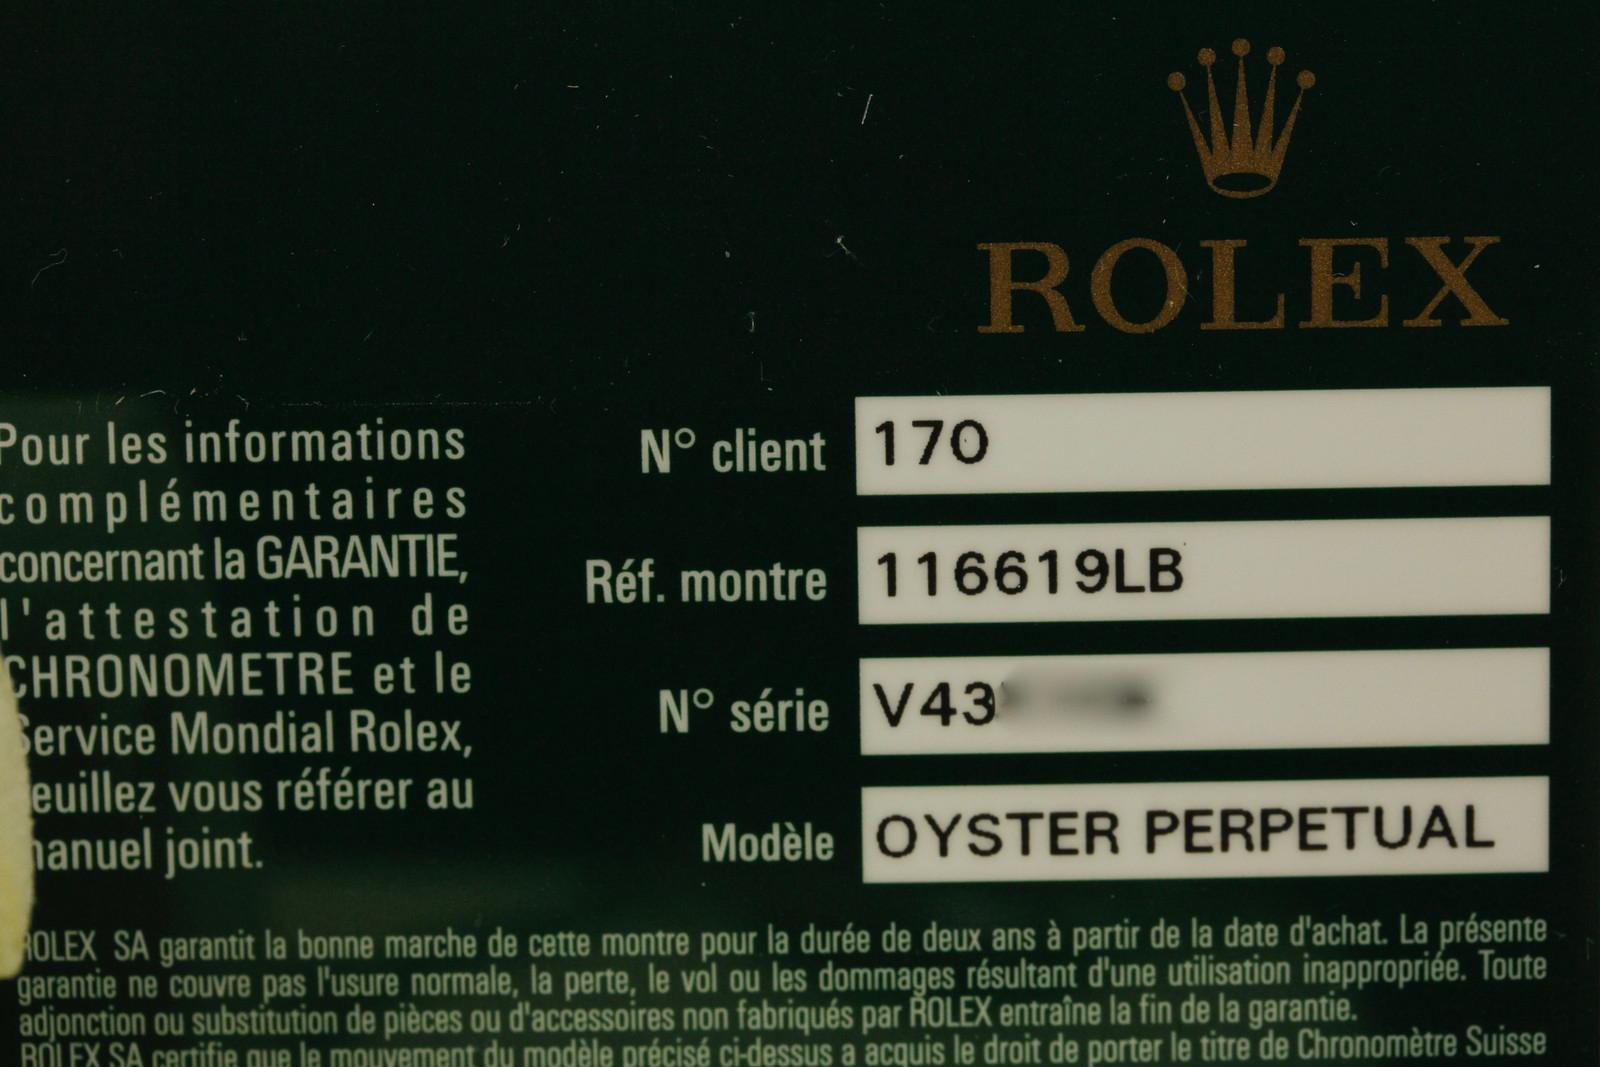 ROLEX
Pour les informations
complémentaires
concernant la GARANTIE,
l'attestation de
CHRONOMETRE et le
Service Mondial Rolex,
veuillez vous référer au
manuel joint.
N° client 170
Réf. montre 116619LB
N° série V43
Modèle OYSTER PERPETUAL
ROLEX SA garantit la bonne marche de cette montre pour la durée de deux ans à partir de la date d'achat. La présente
garantie ne couvre pas l'usure normale, la perte, le vol ou les dommages résultant d'une utilisation inappropriée. Toute
adjonction ou substitution de pièces ou d'accessoires non fabriqués par ROLEX entraîne la fin de la garantie.
ROLEX SA certifie que le mouvement du modèle précisé ci-dessus a acquis le droit de porter le titre de Chronomètre Suisse